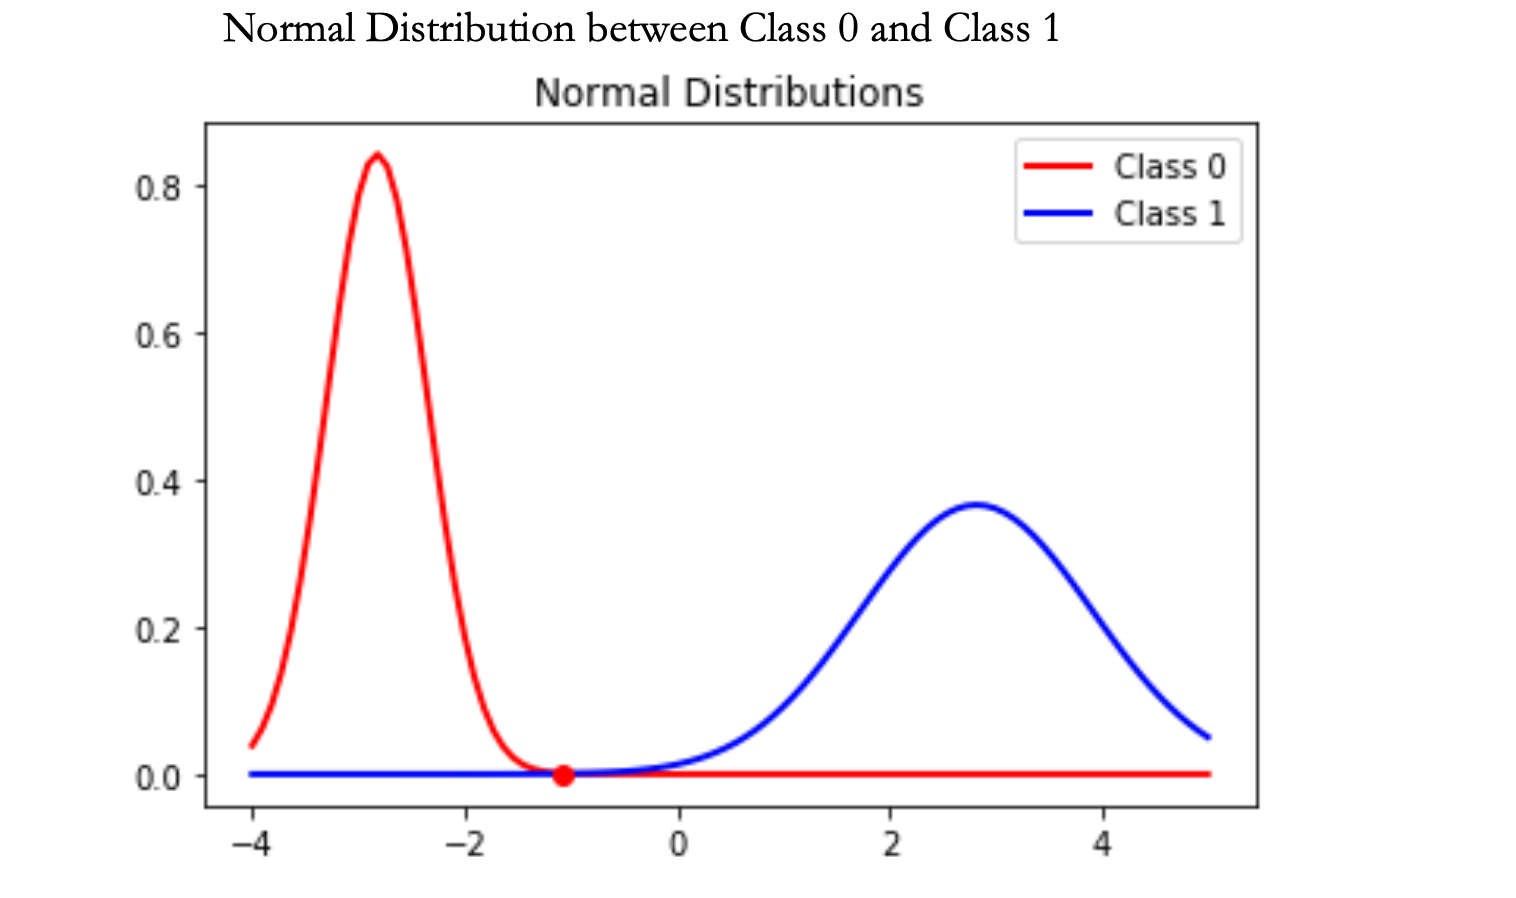 Normal Distribution between Class 0 and Class 1
Normal Distributions
Class 0
Class 1
0.8
0.6
0.4
0.2
0.0
−4 −2 0 2 4